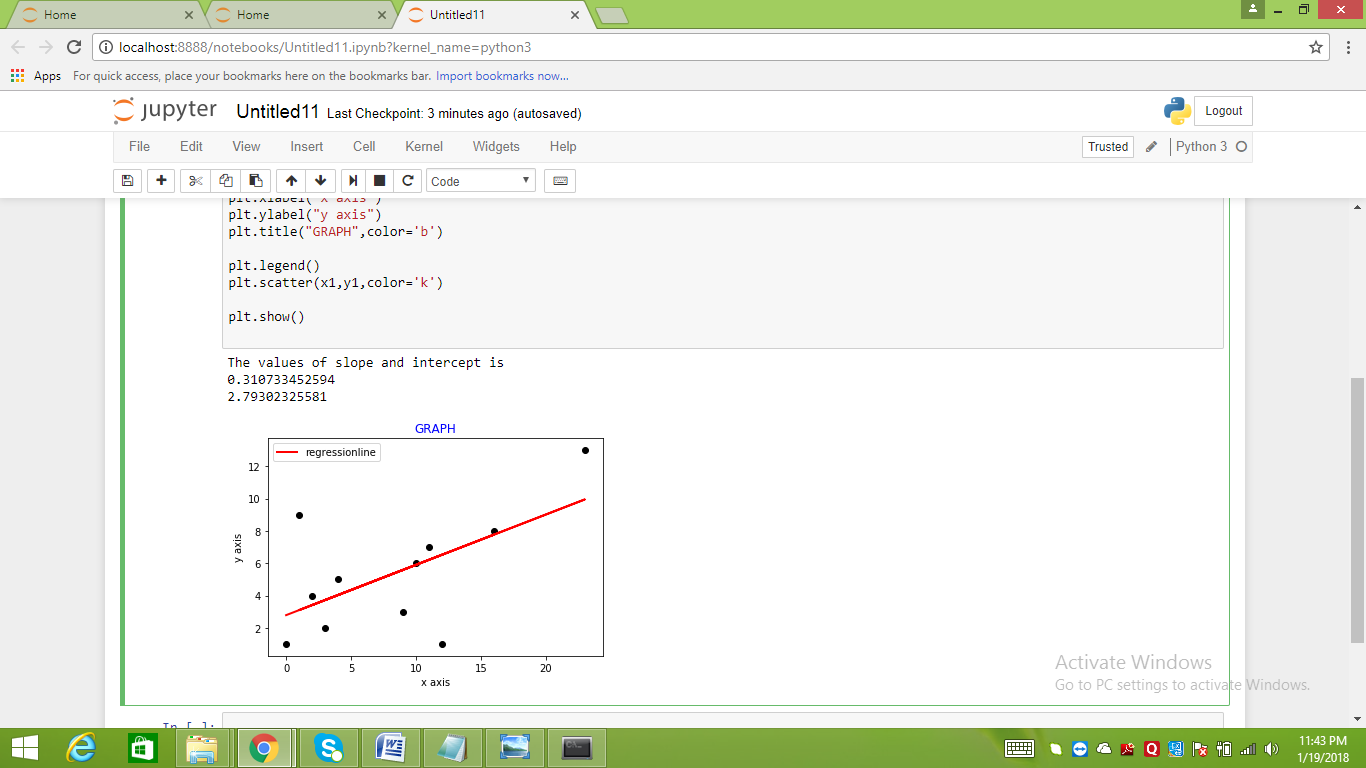 Home
Home
Untitled11
localhost:8888/notebooks/Untitled11.ipynb?kernel_name=python3
Apps For quick access, place your bookmarks here on the bookmarks bar. Import bookmarks now...
jupyter Untitled11 Last Checkpoint: 3 minutes ago (autosaved)
Logout
File Edit View Insert Cell Kernel Widgets Help
Trusted
Python 3
Code
plt.xlabel("x axis")
plt.ylabel("y axis")
plt.title("GRAPH",color='b')
plt.legend()
plt.scatter(x1,y1,color='k')
plt.show()
The values of slope and intercept is
0.310733452594
2.79302325581
GRAPH
regressionline
12
10
8
6
4
2
y axis
0 5 10 15 20
x axis
Activate Windows
Go to PC settings to activate Windows.
In [ ]:
11:43 PM
1/19/2018